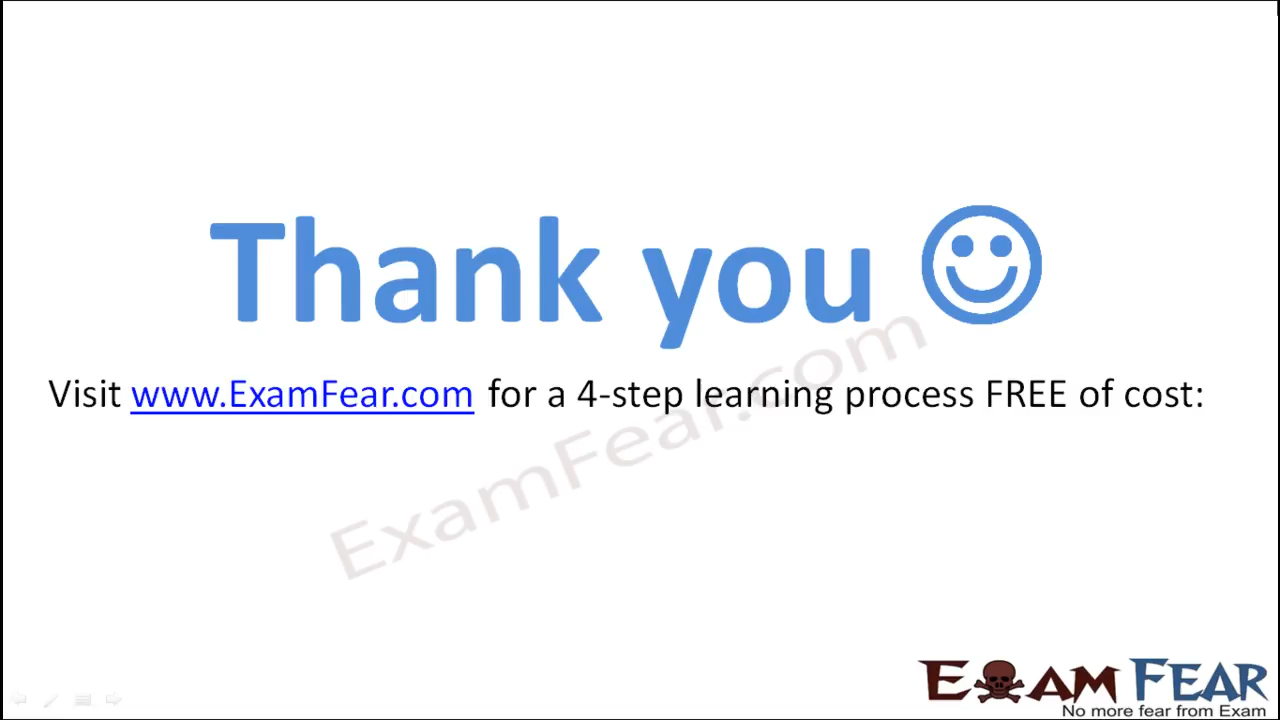 Thank you
Visit www.ExamFear.com for a 4-step learning process FREE of cost:
ExamFear.com
EXAM FEAR
No more fear from Exam